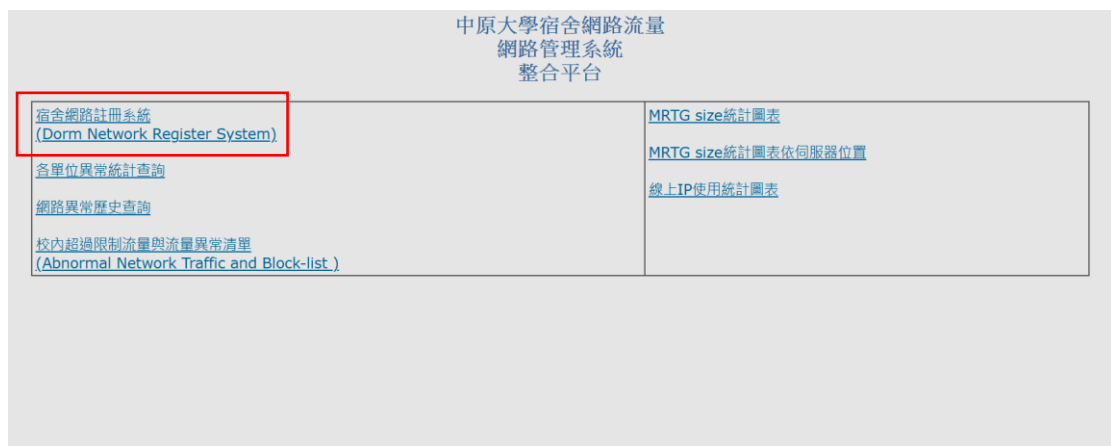 中原大學宿舍網路流量
網路管理系統
整合平台
宿舍網路註冊系統
(Dorm Network Register System)
各單位異常統計查詢
網路異常歷史查詢
校內超過限制流量與流量異常清單
(Abnormal Network Traffic and Block-list )
MRTG size統計圖表
MRTG size統計圖表依伺服器位置
線上IP使用統計圖表